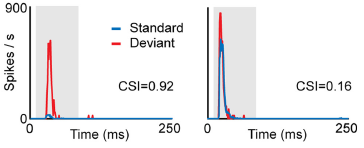 900
Spikes / s
0
Standard
Deviant
CSI=0.92
CSI=0.16
0
250
0
250
Time (ms)
Time (ms)